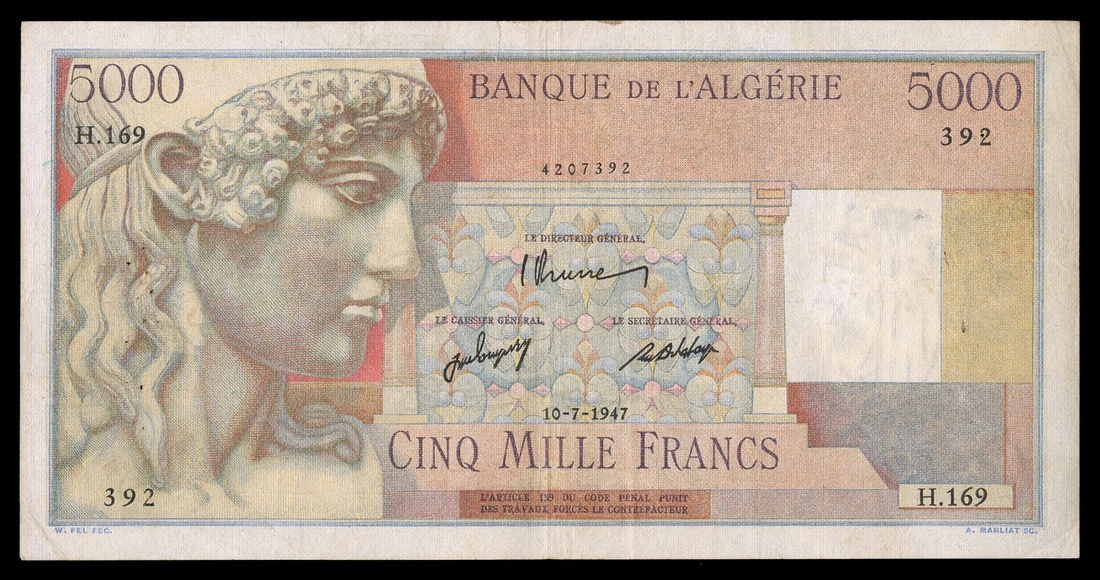 5000
BANQUE DE L'ALGÉRIE
5000
H.169
392
4207392
LE DIRECTEUR GÉNÉRAL,
LE CAISSIER GÉNÉRAL,
LE SECRÉTAIRE GÉNÉRAL,
10-7-1947
CINQ MILLE FRANCS
392
L'ARTICLE 139 DU CODE PÉNAL PUNIT
DES TRAVAUX FORCÉS LE CONTREFACTEUR
H.169
W. FEL FEC.
A. MARLIAT SC.